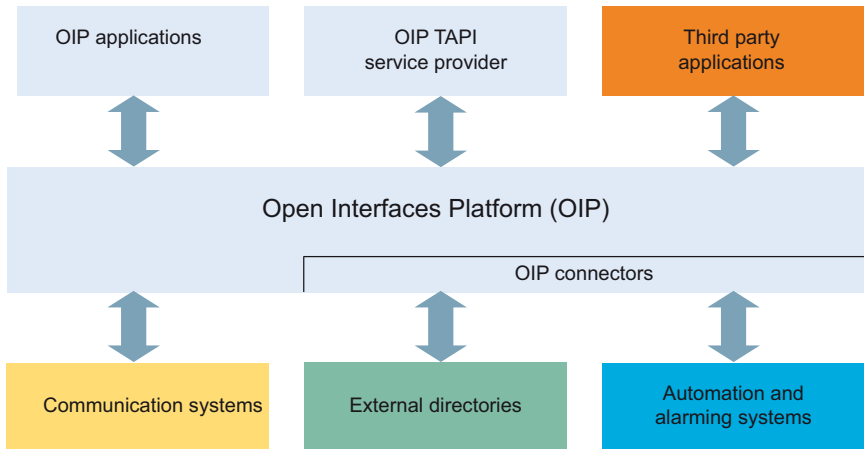 OIP applications
OIP TAPI
service provider
Third party
applications
Open Interfaces Platform (OIP)
OIP connectors
Communication systems
External directories
Automation and
alarming systems